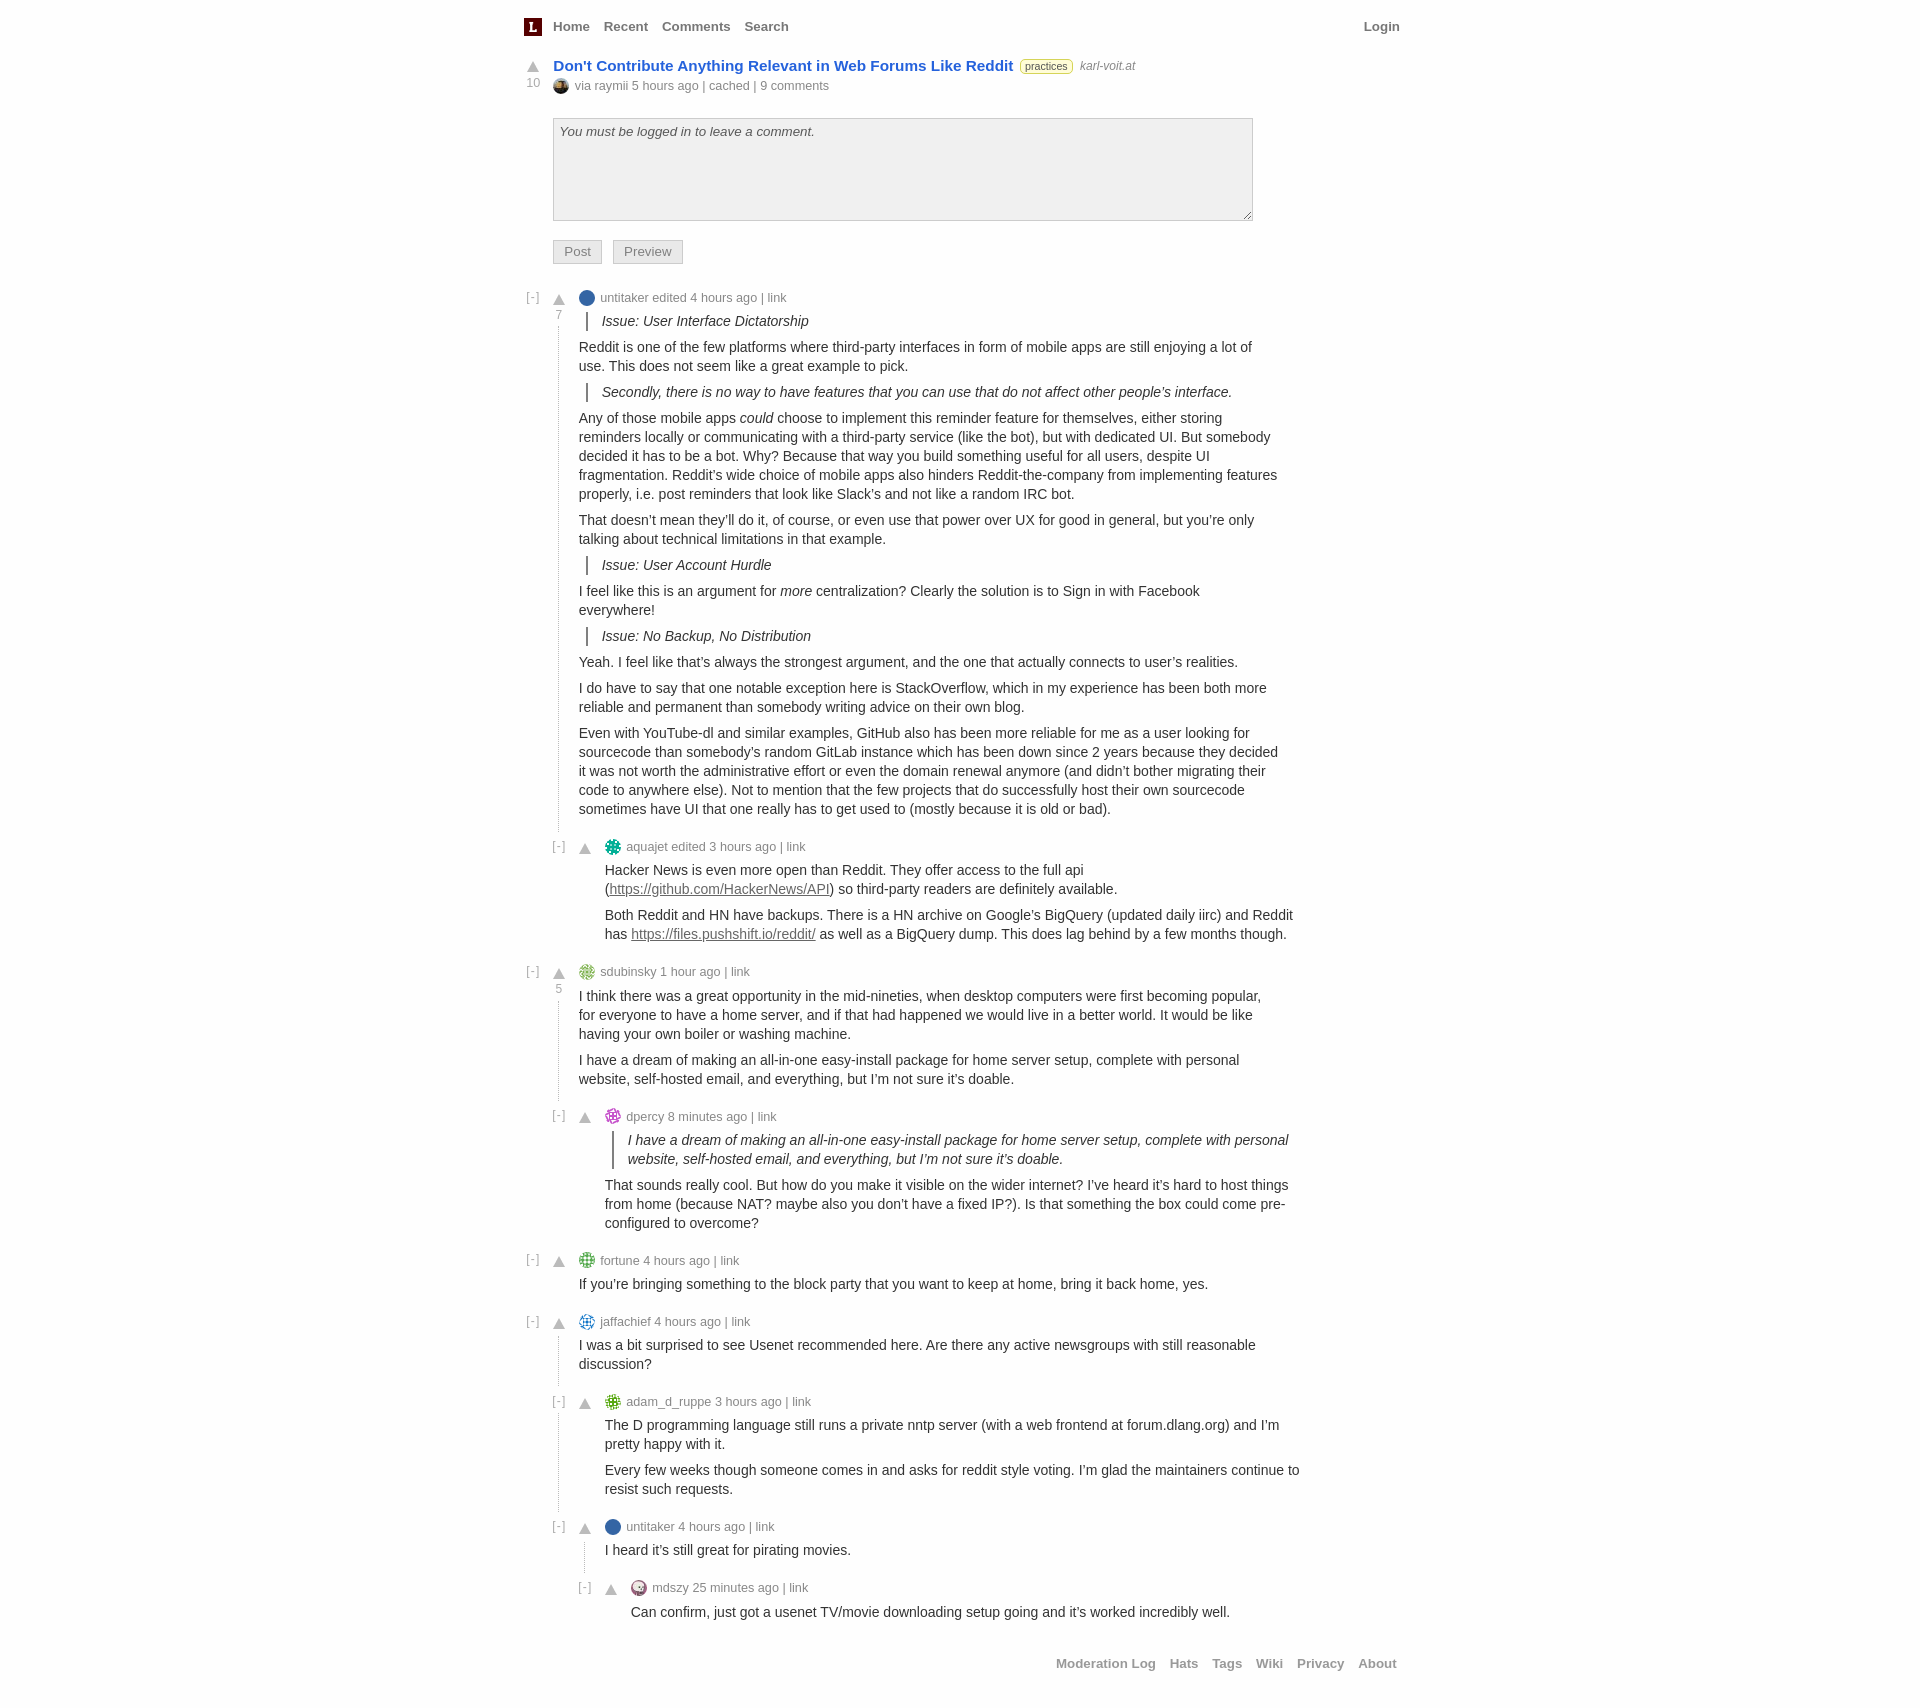 L Home Recent Comments Search Login
Don't Contribute Anything Relevant in Web Forums Like Reddit practices karl-voit.at
10 via raymii 5 hours ago | cached | 9 comments
You must be logged in to leave a comment.
Post Preview
[-] untitaker edited 4 hours ago | link
7
Issue: User Interface Dictatorship
Reddit is one of the few platforms where third-party interfaces in form of mobile apps are still enjoying a lot of
use. This does not seem like a great example to pick.
Secondly, there is no way to have features that you can use that do not affect other people’s interface.
Any of those mobile apps could choose to implement this reminder feature for themselves, either storing
reminders locally or communicating with a third-party service (like the bot), but with dedicated UI. But somebody
decided it has to be a bot. Why? Because that way you build something useful for all users, despite UI
fragmentation. Reddit’s wide choice of mobile apps also hinders Reddit-the-company from implementing features
properly, i.e. post reminders that look like Slack’s and not like a random IRC bot.
That doesn’t mean they’ll do it, of course, or even use that power over UX for good in general, but you’re only
talking about technical limitations in that example.
Issue: User Account Hurdle
I feel like this is an argument for more centralization? Clearly the solution is to Sign in with Facebook
everywhere!
Issue: No Backup, No Distribution
Yeah. I feel like that’s always the strongest argument, and the one that actually connects to user’s realities.
I do have to say that one notable exception here is StackOverflow, which in my experience has been both more
reliable and permanent than somebody writing advice on their own blog.
Even with YouTube-dl and similar examples, GitHub also has been more reliable for me as a user looking for
sourcecode than somebody’s random GitLab instance which has been down since 2 years because they decided
it was not worth the administrative effort or even the domain renewal anymore (and didn’t bother migrating their
code to anywhere else). Not to mention that the few projects that do successfully host their own sourcecode
sometimes have UI that one really has to get used to (mostly because it is old or bad).
[-] aquajet edited 3 hours ago | link
Hacker News is even more open than Reddit. They offer access to the full api
(https://github.com/HackerNews/API) so third-party readers are definitely available.
Both Reddit and HN have backups. There is a HN archive on Google’s BigQuery (updated daily iirc) and Reddit
has https://files.pushshift.io/reddit/ as well as a BigQuery dump. This does lag behind by a few months though.
[-] sdubinsky 1 hour ago | link
5
I think there was a great opportunity in the mid-nineties, when desktop computers were first becoming popular,
for everyone to have a home server, and if that had happened we would live in a better world. It would be like
having your own boiler or washing machine.
I have a dream of making an all-in-one easy-install package for home server setup, complete with personal
website, self-hosted email, and everything, but I’m not sure it’s doable.
[-] dpercy 8 minutes ago | link
I have a dream of making an all-in-one easy-install package for home server setup, complete with personal
website, self-hosted email, and everything, but I’m not sure it’s doable.
That sounds really cool. But how do you make it visible on the wider internet? I’ve heard it’s hard to host things
from home (because NAT? maybe also you don’t have a fixed IP?). Is that something the box could come pre-
configured to overcome?
[-] fortune 4 hours ago | link
If you’re bringing something to the block party that you want to keep at home, bring it back home, yes.
[-] jaffachief 4 hours ago | link
I was a bit surprised to see Usenet recommended here. Are there any active newsgroups with still reasonable
discussion?
[-] adam_d_ruppe 3 hours ago | link
The D programming language still runs a private nntp server (with a web frontend at forum.dlang.org) and I’m
pretty happy with it.
Every few weeks though someone comes in and asks for reddit style voting. I’m glad the maintainers continue to
resist such requests.
[-] untitaker 4 hours ago | link
I heard it’s still great for pirating movies.
[-] mdszy 25 minutes ago | link
Can confirm, just got a usenet TV/movie downloading setup going and it’s worked incredibly well.
Moderation Log Hats Tags Wiki Privacy About